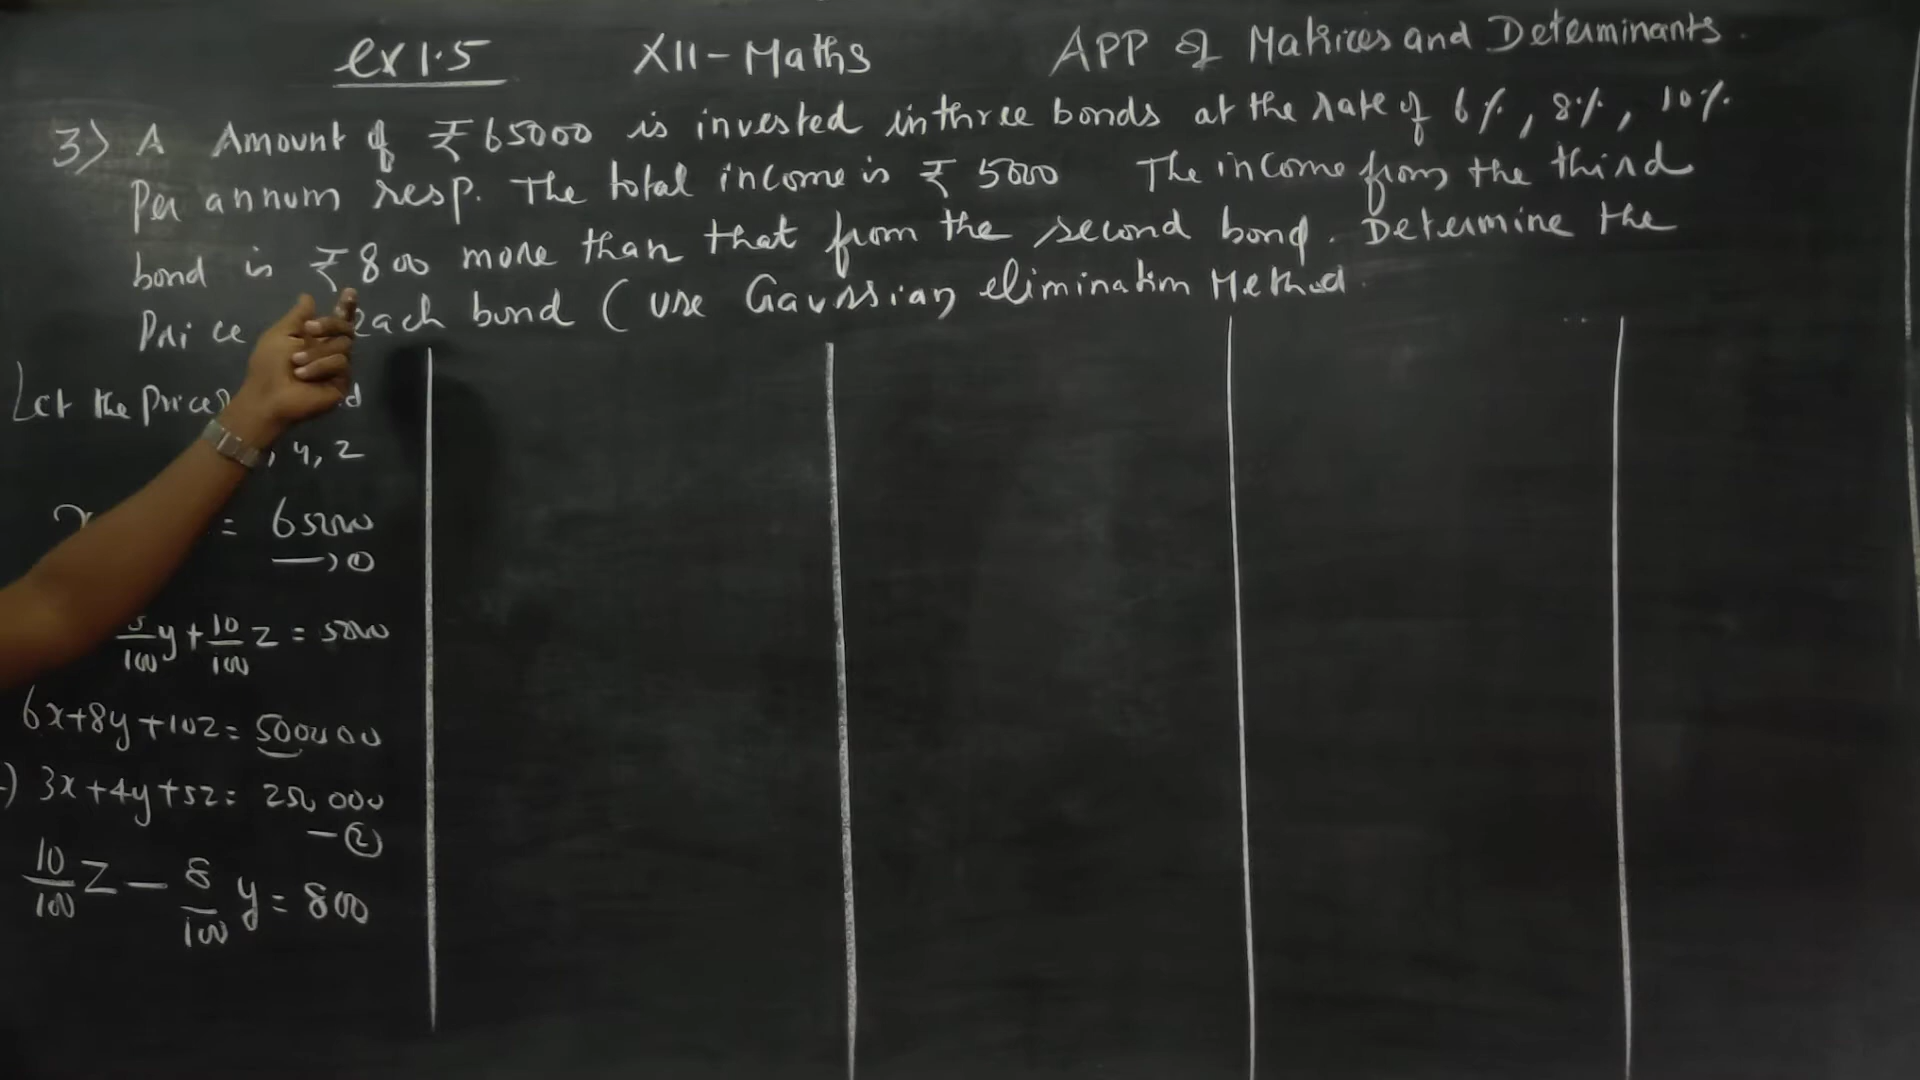 ex 1.5 XII - Maths APP of Matrices and Determinants
3) A Amount of ₹ 65000 is invested in three bonds at the rate of 6%, 8%, 10%
Per annum resp. The total income is ₹ 5000 The income from the third
bond is ₹ 800 more than that from the second bond. Determine the
Price each bond ( use Gaussian elimination Method.
Let the Prices
, y, z
= 65000
→ ①
/100 y + 10/100 z = 5000
6x + 8y + 10z = 500000
) 3x + 4y + 5z = 250 000
— ②
10/100 z — 8/100 y = 800